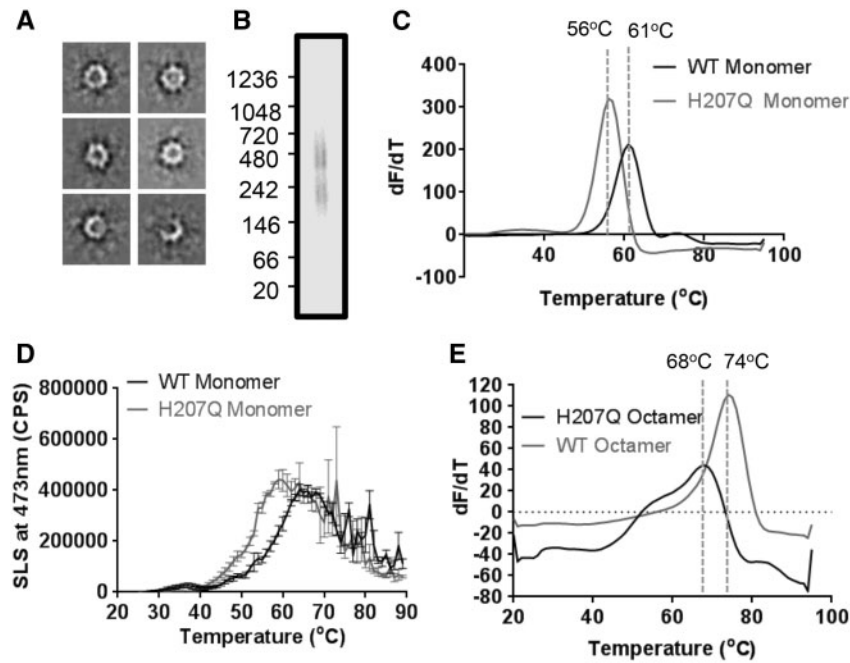 A
B
1236
1048
720
480
242
146
66
20
C
56°C 61°C
400
300
200
100
0
-100
dF/dT
WT Monomer
H207Q Monomer
40 60 80 100
Temperature (°C)
D
800000
600000
400000
200000
0
SLS at 473nm (CPS)
WT Monomer
H207Q Monomer
20 30 40 50 60 70 80 90
Temperature (°C)
E
68°C 74°C
120
100
80
60
40
20
0
-20
-40
-60
-80
dF/dT
H207Q Octamer
WT Octamer
20 40 60 80 100
Temperature (°C)